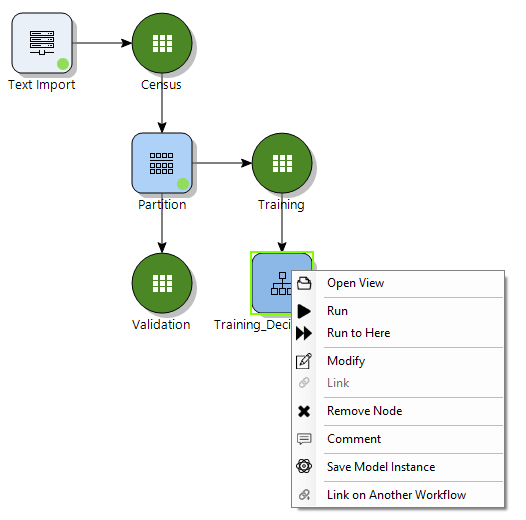 Text Import
Census
Partition
Training
Validation
Training_Deci
Open View
Run
Run to Here
Modify
Link
Remove Node
Comment
Save Model Instance
Link on Another Workflow